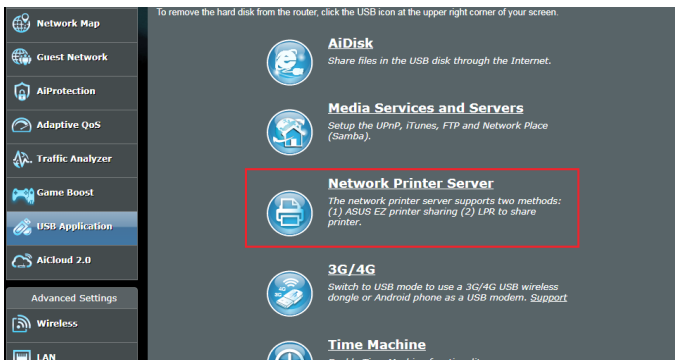 Network Map
Guest Network
AiProtection
Adaptive QoS
Traffic Analyzer
Game Boost
USB Application
AiCloud 2.0
Advanced Settings
Wireless
LAN
To remove the hard disk from the router, click the USB icon at the upper right corner of your screen.
AiDisk
Share files in the USB disk through the Internet.
Media Services and Servers
Setup the UPnP, iTunes, FTP and Network Place
(Samba).
Network Printer Server
The network printer server supports two methods:
(1) ASUS EZ printer sharing (2) LPR to share
printer.
3G/4G
Switch to USB mode to use a 3G/4G USB wireless
dongle or Android phone as a USB modem. Support
Time Machine